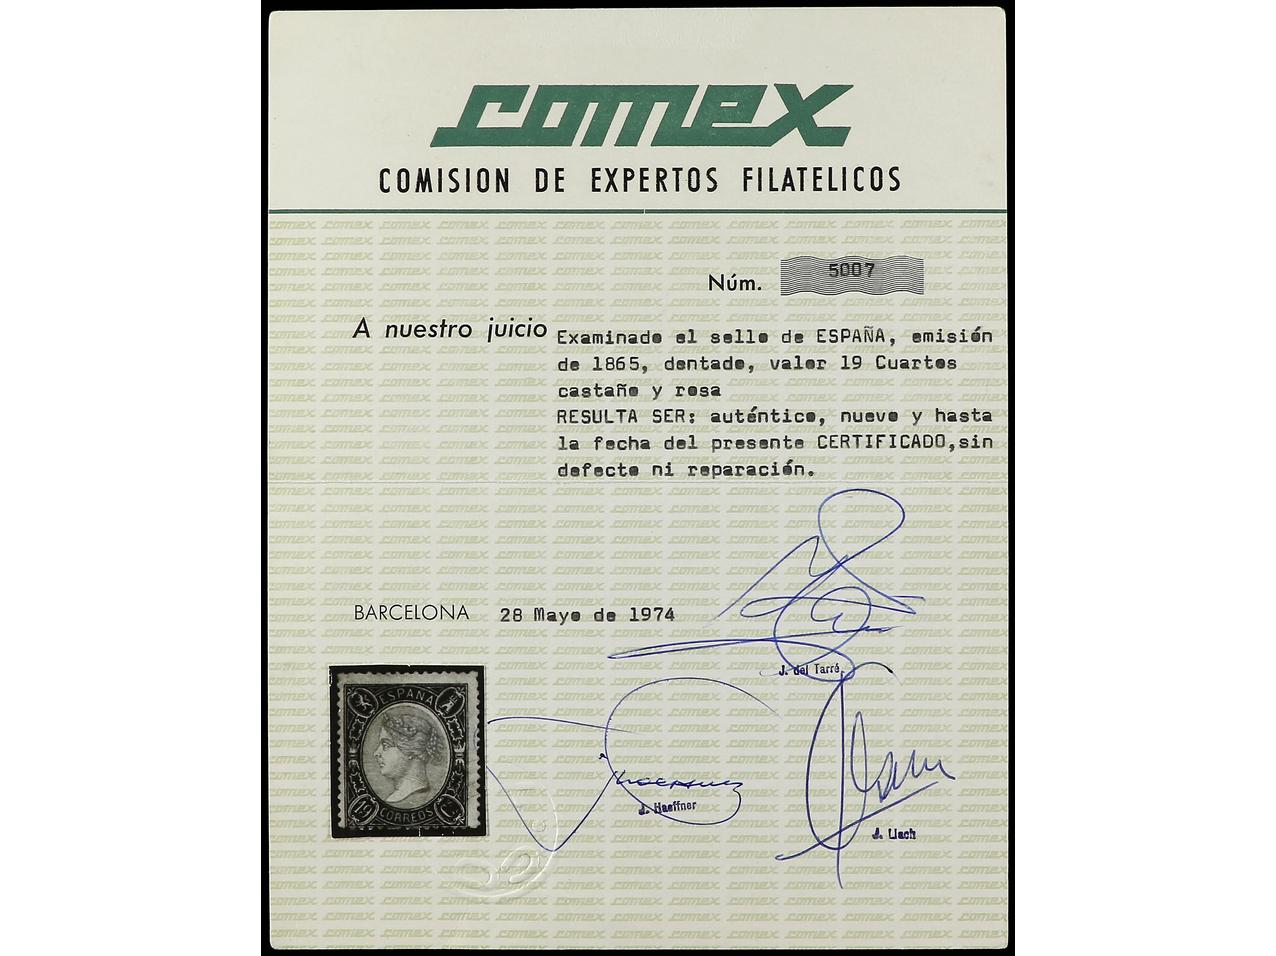 comex
COMISION DE EXPERTOS FILATELICOS
Núm. 5007
A nuestro juicio Examinado el sello de ESPAÑA, emisión
de 1865, dentado, valor 19 Cuartos
castaño y rosa
RESULTA SER: auténtico, nuevo y hasta
la fecha del presente CERTIFICADO,sin
defecto ni reparación.
BARCELONA 28 Mayo de 1974
J. del Tarré
ESPAÑA
19 Cs
CORREOS
J. Haeffner
J. Llach